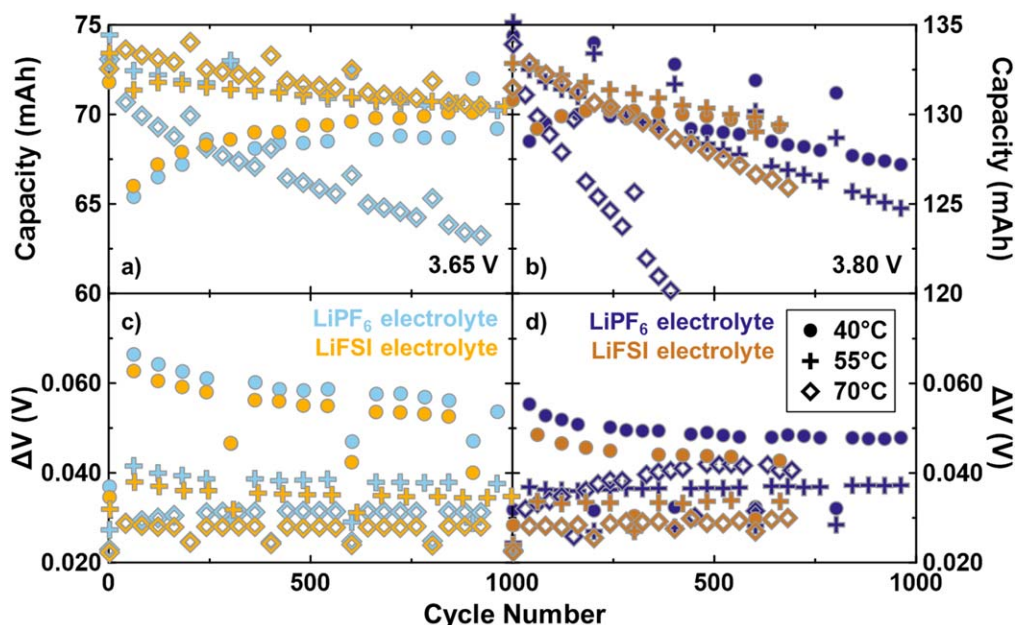 75
70
65
60
Capacity (mAh)
a)
3.65 V
b)
3.80 V
135
130
125
120
Capacity (mAh)
c)
LiPF₆ electrolyte
LiFSI electrolyte
d)
LiPF₆ electrolyte
LiFSI electrolyte
40°C
55°C
70°C
0.060
0.040
0.020
ΔV (V)
0.060
0.040
0.020
ΔV (V)
0
500
1000
500
1000
Cycle Number